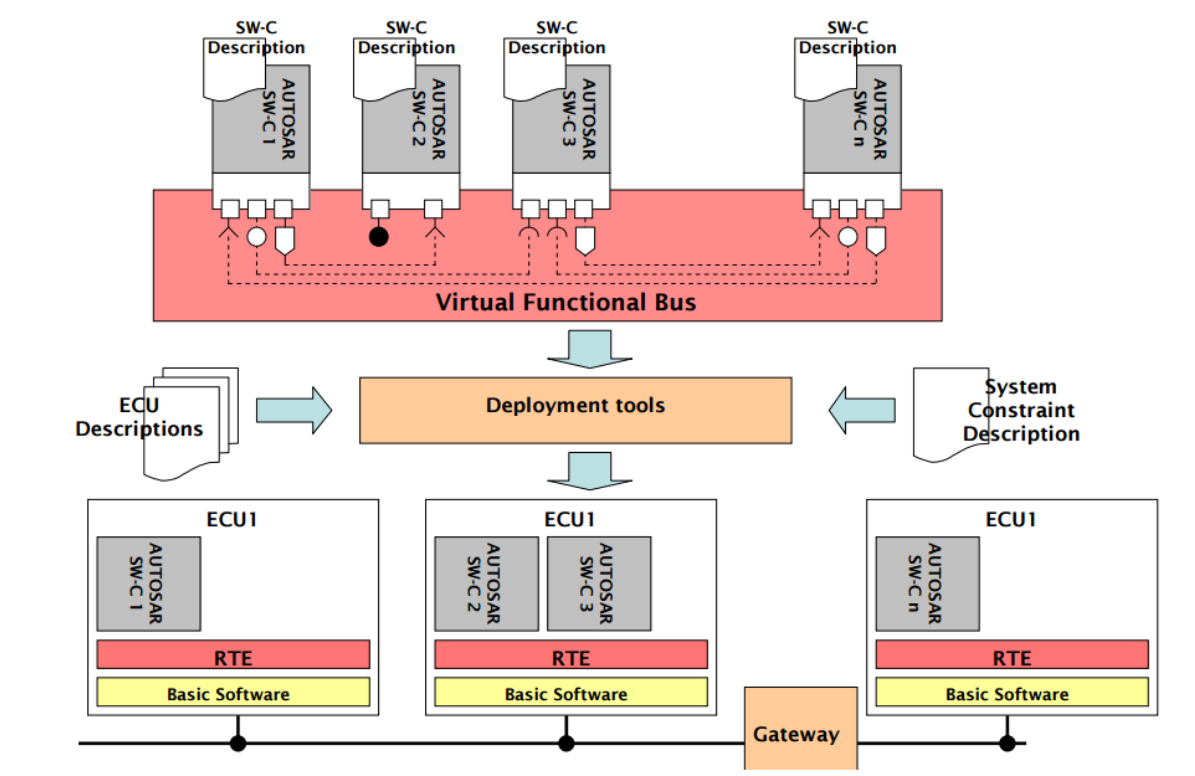 SW-C
Description
SW-C
Description
SW-C
Description
SW-C
Description
AUTOSAR
SW-C 1
AUTOSAR
SW-C 2
AUTOSAR
SW-C 3
AUTOSAR
SW-C n
Virtual Functional Bus
ECU
Descriptions
Deployment tools
System
Constraint
Description
ECU1
ECU1
ECU1
AUTOSAR
SW-C 1
AUTOSAR
SW-C 2
AUTOSAR
SW-C 3
AUTOSAR
SW-C n
RTE
RTE
RTE
Basic Software
Basic Software
Basic Software
Gateway